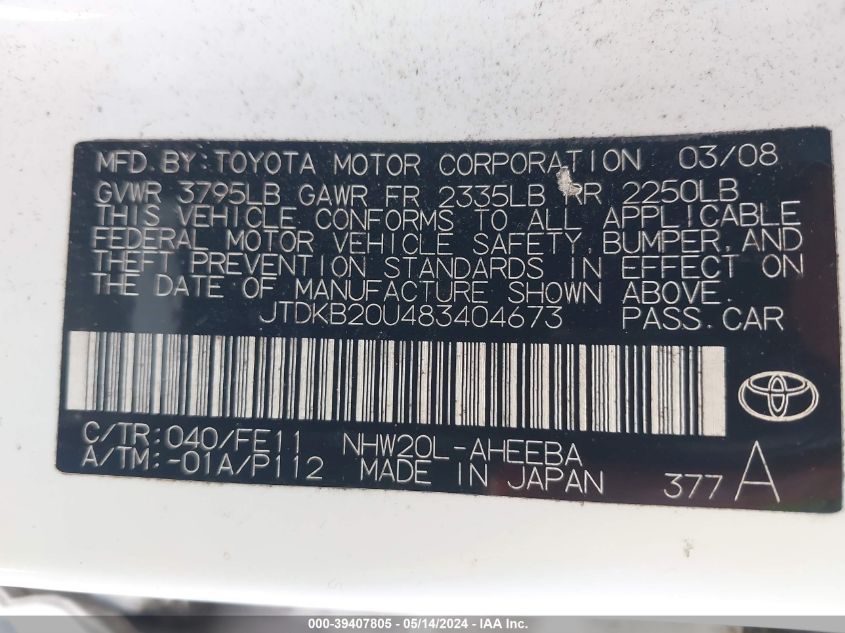 MFD.BY:TOYOTA MOTOR CORPORATION 03/08
GVWR 3795LB GAWR FR 2335LB RR 2250LB
THIS VEHICLE CONFORMS TO ALL APPLICABLE
FEDERAL MOTOR VEHICLE SAFETY,BUMPER,AND
THEFT PREVENTION STANDARDS IN EFFECT ON
THE DATE OF MANUFACTURE SHOWN ABOVE.
JTDKB20U483404673 PASS.CAR
C/TR:040/FE11 NHW20L-AHEEBA
A/TM:-01A/P112 MADE IN JAPAN 377 A
000-39407805 - 05/14/2024 - IAA Inc.